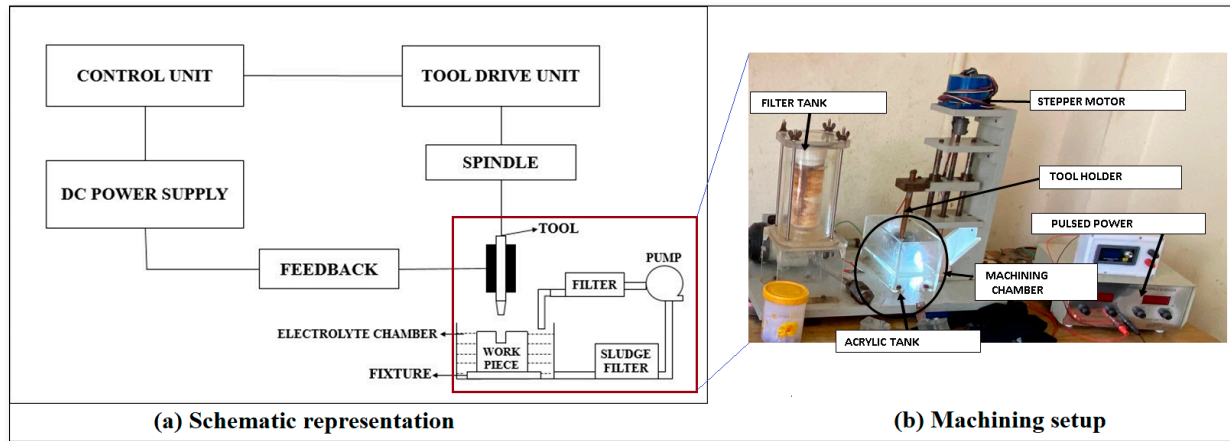 CONTROL UNIT
TOOL DRIVE UNIT
DC POWER SUPPLY
SPINDLE
FEEDBACK
TOOL
PUMP
FILTER
ELECTROLYTE CHAMBER
WORK
PIECE
SLUDGE
FILTER
FIXTURE
(a) Schematic representation
FILTER TANK
STEPPER MOTOR
TOOL HOLDER
PULSED POWER
MACHINING
CHAMBER
ACRYLIC TANK
(b) Machining setup